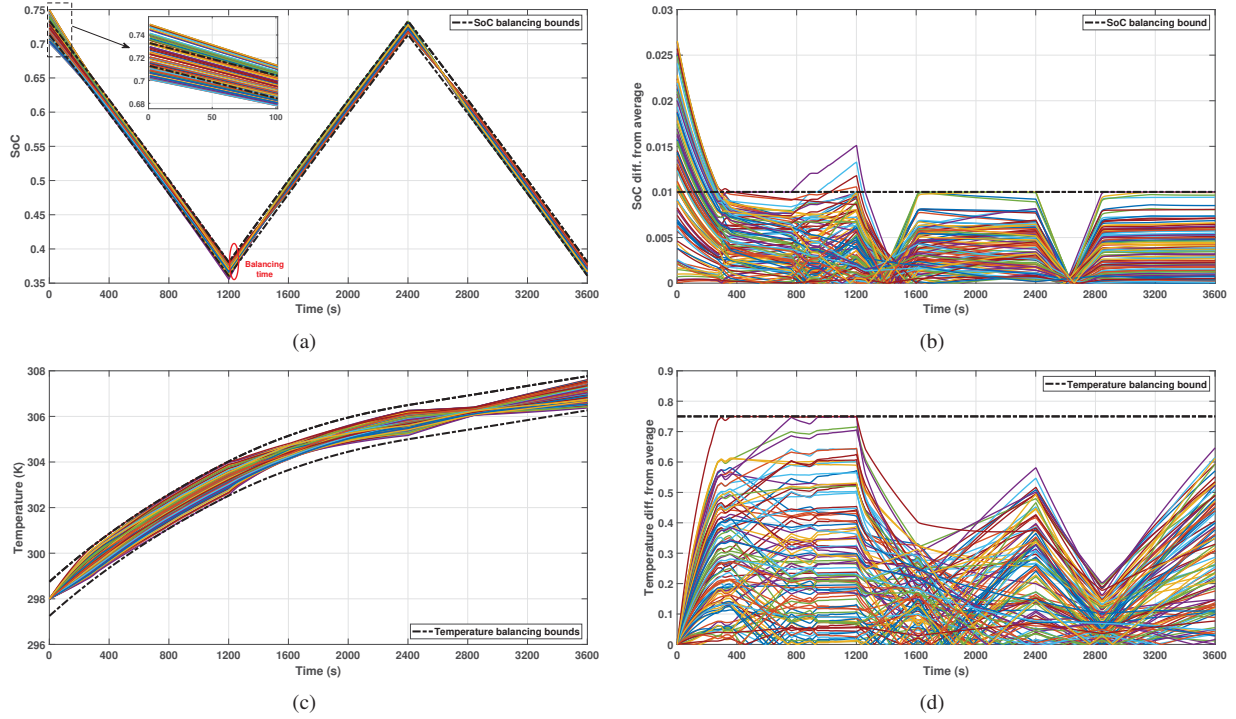 0.75
0.7
0.65
0.6
0.55
0.5
0.45
0.4
0.35
SoC
0.74
0.72
0.7
0.68
0
50
100
SoC balancing bounds
Balancing
time
0 400 800 1200 1600 2000 2400 2800 3200 3600
Time (s)
(a)
0.03
0.025
0.02
0.015
0.01
0.005
0
SoC diff. from average
SoC balancing bound
0 400 800 1200 1600 2000 2400 2800 3200 3600
Time (s)
(b)
308
306
304
302
300
298
296
Temperature (K)
Temperature balancing bounds
0 400 800 1200 1600 2000 2400 2800 3200 3600
Time (s)
(c)
0.9
0.8
0.7
0.6
0.5
0.4
0.3
0.2
0.1
0
Temperature diff. from average
Temperature balancing bound
0 400 800 1200 1600 2000 2400 2800 3200 3600
Time (s)
(d)